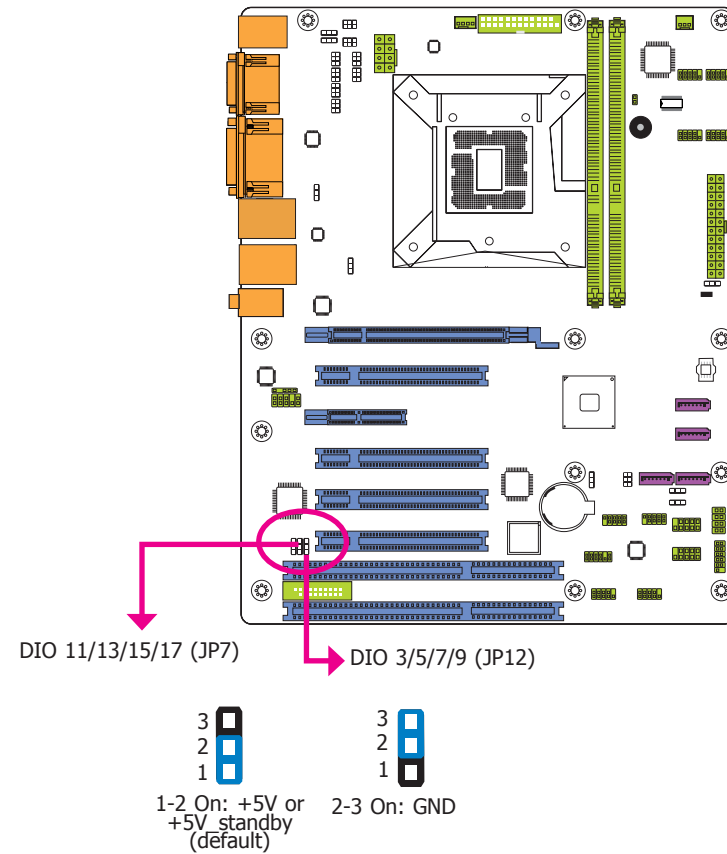 DIO 11/13/15/17 (JP7)
DIO 3/5/7/9 (JP12)
3
2
1
1-2 On: +5V or
+5V_standby
(default)
3
2
1
2-3 On: GND